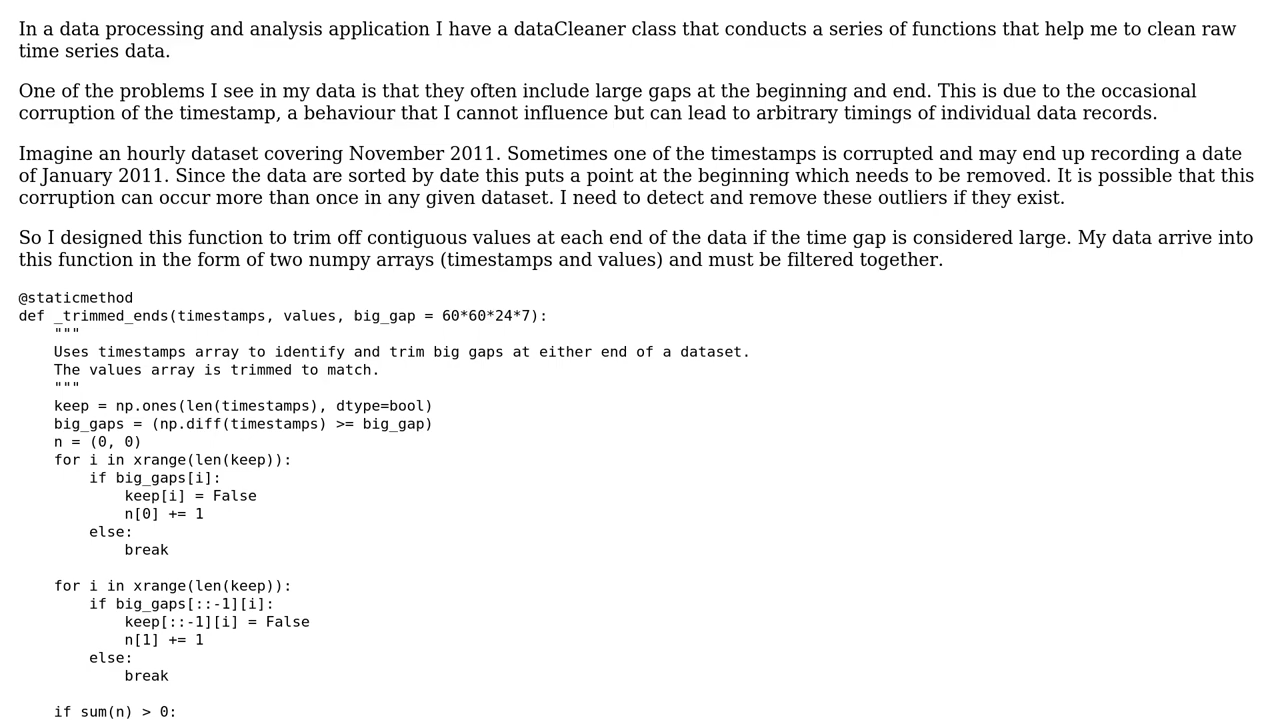 In a data processing and analysis application I have a dataCleaner class that conducts a series of functions that help me to clean raw
time series data.
One of the problems I see in my data is that they often include large gaps at the beginning and end. This is due to the occasional
corruption of the timestamp, a behaviour that I cannot influence but can lead to arbitrary timings of individual data records.
Imagine an hourly dataset covering November 2011. Sometimes one of the timestamps is corrupted and may end up recording a date
of January 2011. Since the data are sorted by date this puts a point at the beginning which needs to be removed. It is possible that this
corruption can occur more than once in any given dataset. I need to detect and remove these outliers if they exist.
So I designed this function to trim off contiguous values at each end of the data if the time gap is considered large. My data arrive into
this function in the form of two numpy arrays (timestamps and values) and must be filtered together.
@staticmethod
def _trimmed_ends(timestamps, values, big_gap = 60*60*24*7):
    """
    Uses timestamps array to identify and trim big gaps at either end of a dataset.
    The values array is trimmed to match.
    """
    keep = np.ones(len(timestamps), dtype=bool)
    big_gaps = (np.diff(timestamps) >= big_gap)
    n = (0, 0)
    for i in xrange(len(keep)):
        if big_gaps[i]:
            keep[i] = False
            n[0] += 1
        else:
            break
    for i in xrange(len(keep)):
        if big_gaps[::-1][i]:
            keep[::-1][i] = False
            n[1] += 1
        else:
            break
    if sum(n) > 0: